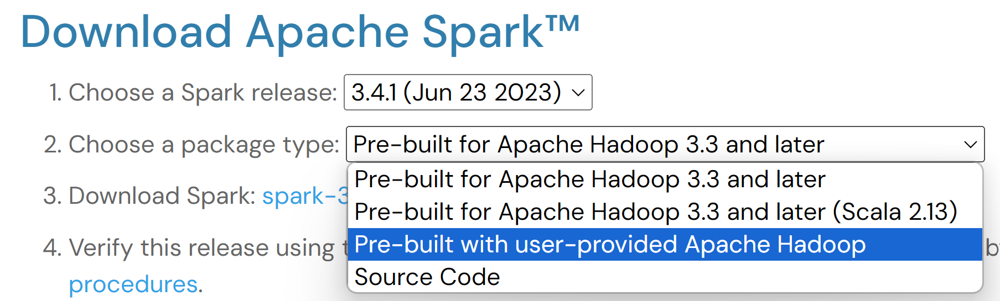 Download Apache Spark™
1. Choose a Spark release: 3.4.1 (Jun 23 2023)
2. Choose a package type: Pre-built for Apache Hadoop 3.3 and later
Pre-built for Apache Hadoop 3.3 and later
3. Download Spark: spark-3
Pre-built for Apache Hadoop 3.3 and later (Scala 2.13)
4. Verify this release using
Pre-built with user-provided Apache Hadoop
Source Code
procedures.